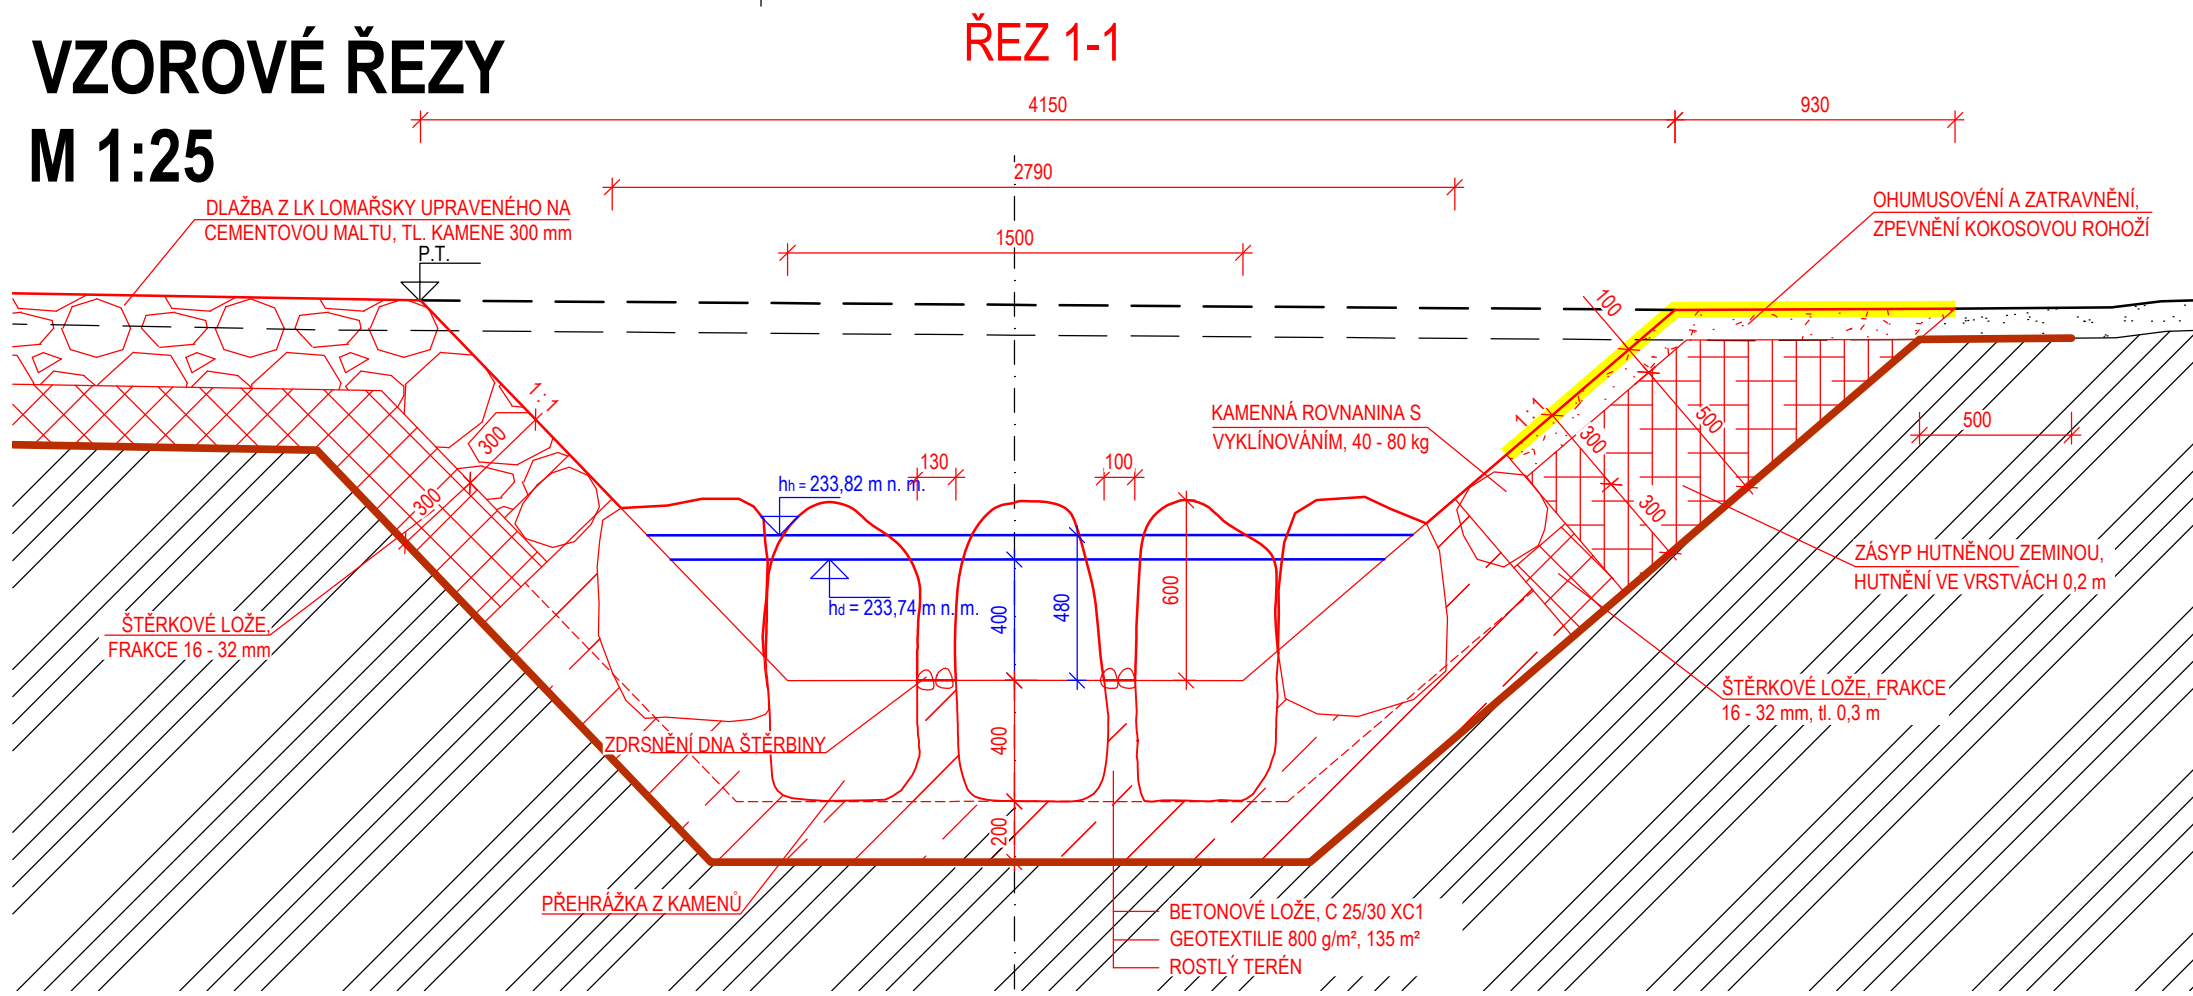 VZOROVÉ ŘEZY
M 1:25
ŘEZ 1-1
4150
930
2790
1500
DLAŽBA Z LK LOMAŘSKY UPRAVENÉHO NA
CEMENTOVOU MALTU, TL. KAMENE 300 mm
P.T.
OHUMUSOVÉNÍ A ZATRAVNĚNÍ,
ZPEVNĚNÍ KOKOSOVOU ROHOŽÍ
100
1:1
300
300
KAMENNÁ ROVNANINA S
VYKLÍNOVÁNÍM, 40 - 80 kg
1:1
300
500
300
500
130
100
hh = 233,82 m n. m.
hd = 233,74 m n. m.
400
480
600
ZÁSYP HUTNĚNOU ZEMINOU,
HUTNĚNÍ VE VRSTVÁCH 0,2 m
ŠTĚRKOVÉ LOŽE,
FRAKCE 16 - 32 mm
ŠTĚRKOVÉ LOŽE, FRAKCE
16 - 32 mm, tl. 0,3 m
ZDRSNĚNÍ DNA ŠTĚRBINY
400
200
PŘEHRÁŽKA Z KAMENŮ
BETONOVÉ LOŽE, C 25/30 XC1
GEOTEXTILIE 800 g/m², 135 m²
ROSTLÝ TERÉN